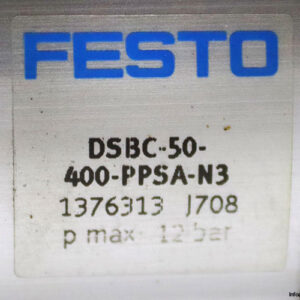 FESTO
DSBC-50-
400-PPSA-N3
1376313 J708
p max 12 bar